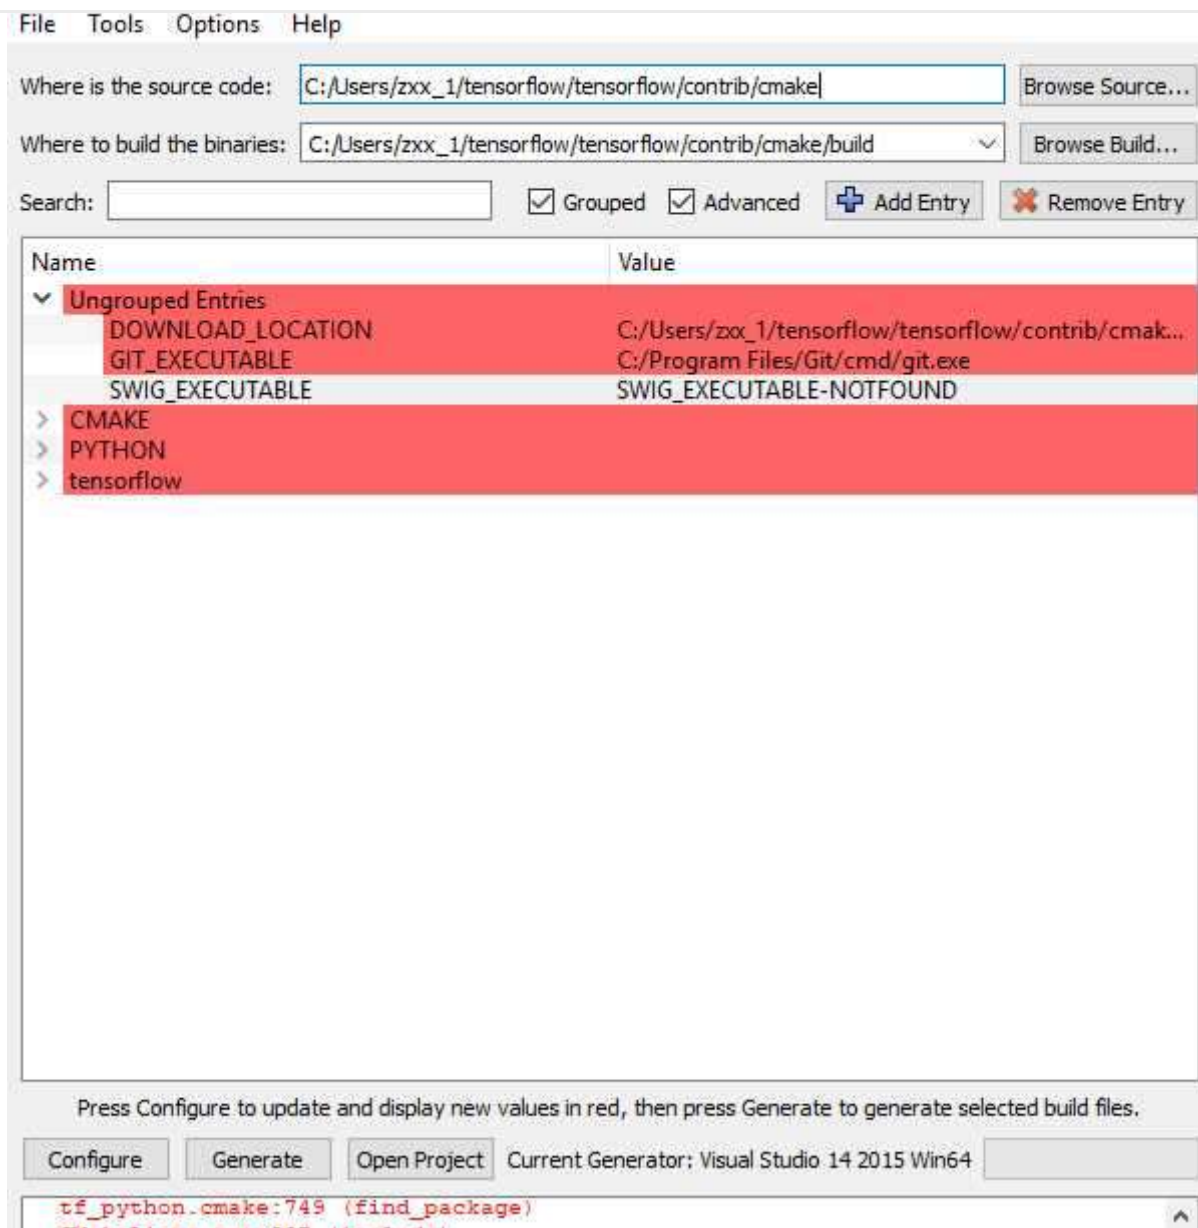 File Tools Options Help
Where is the source code: C:/Users/zxx_1/tensorflow/tensorflow/contrib/cmake Browse Source...
Where to build the binaries: C:/Users/zxx_1/tensorflow/tensorflow/contrib/cmake/build Browse Build...
Search: Grouped Advanced Add Entry Remove Entry
Name Value
Ungrouped Entries
DOWNLOAD_LOCATION C:/Users/zxx_1/tensorflow/tensorflow/contrib/cmak...
GIT_EXECUTABLE C:/Program Files/Git/cmd/git.exe
SWIG_EXECUTABLE SWIG_EXECUTABLE-NOTFOUND
CMAKE
PYTHON
tensorflow
Press Configure to update and display new values in red, then press Generate to generate selected build files.
Configure Generate Open Project Current Generator: Visual Studio 14 2015 Win64
tf_python.cmake:749 (find_package)